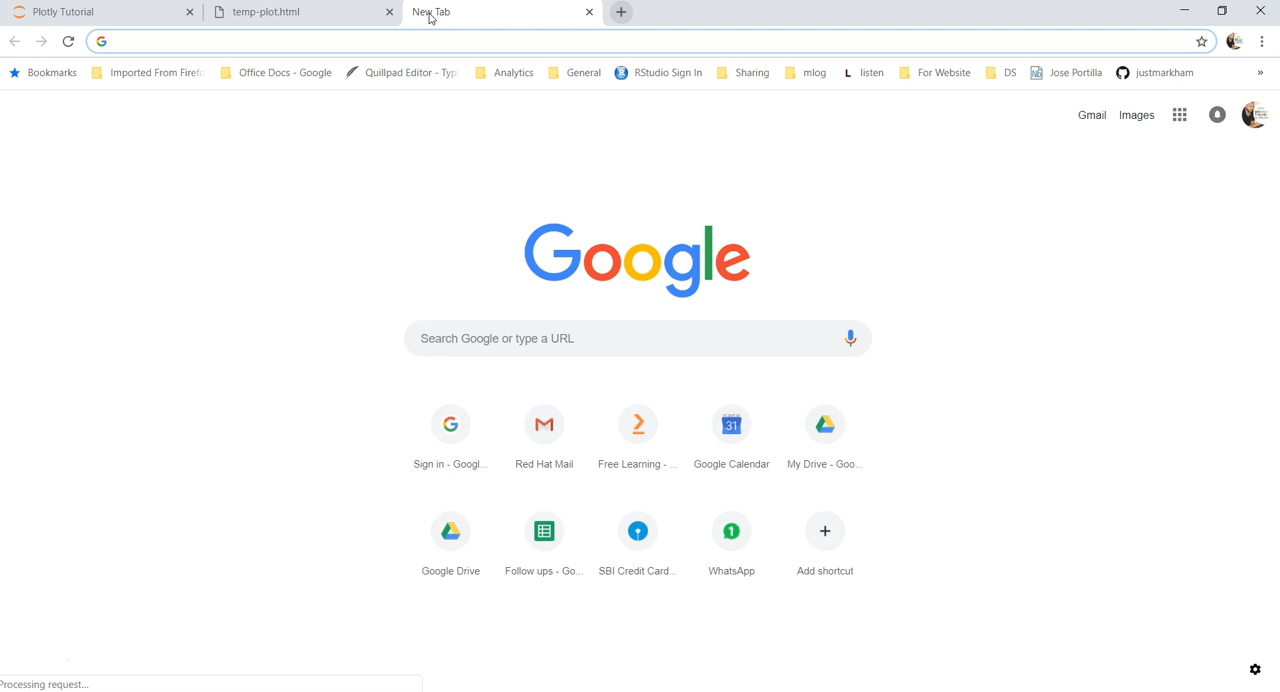 Plotly Tutorial temp-plot.html New Tab
Bookmarks Imported From Firefo Office Docs - Google Quillpad Editor - Typ Analytics General RStudio Sign In Sharing mlog L listen For Website DS Jose Portilla justmarkham »
Gmail Images
Google
Search Google or type a URL
31
Sign in - Googl... Red Hat Mail Free Learning - ... Google Calendar My Drive - Goo...
1
Google Drive Follow ups - Go... SBI Credit Card... WhatsApp Add shortcut
Processing request...